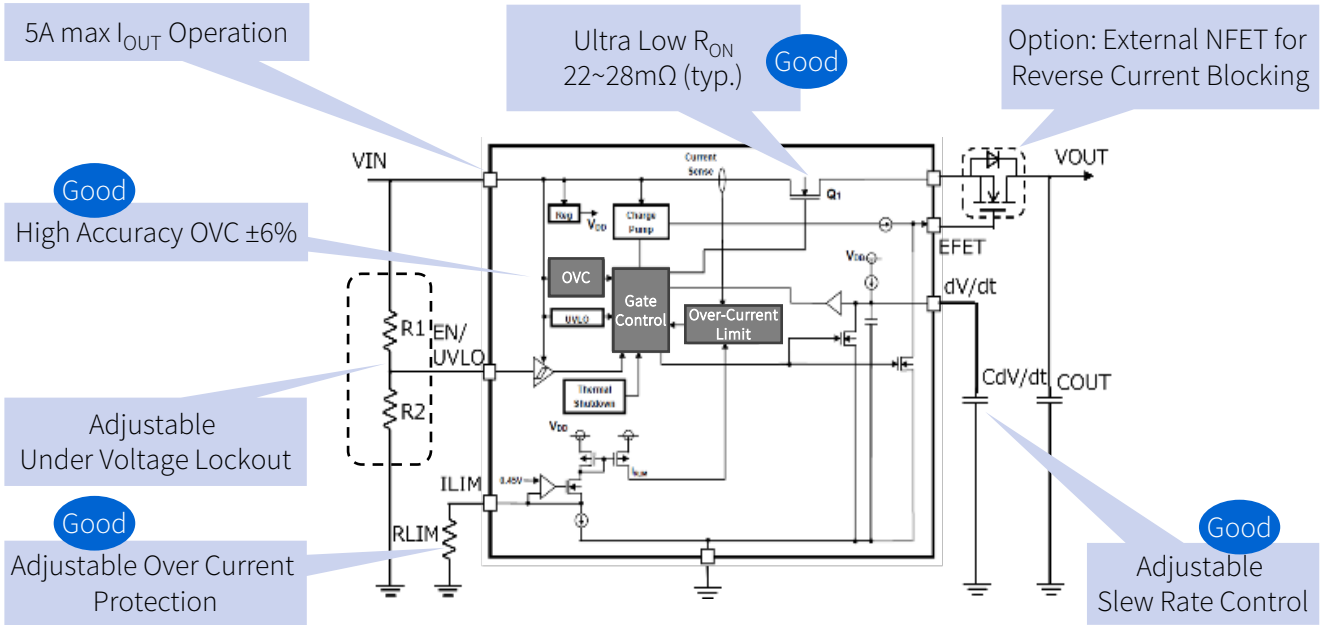 5A max IOUT Operation
Ultra Low RON
22~28mΩ (typ.)
Good
Option: External NFET for
Reverse Current Blocking
Good
High Accuracy OVC ±6%
VIN
Current
Sense
Q1
VOUT
Reg
VDD
Charge
Pump
EFET
OVC
Gate
Control
VDD
dV/dt
UVLO
Over-Current
Limit
R1
EN/
UVLO
R2
Thermal
Shutdown
CdV/dt
COUT
Adjustable
Under Voltage Lockout
VDD
ILIM
0.45V
RLIM
Good
Adjustable Over Current
Protection
Good
Adjustable
Slew Rate Control